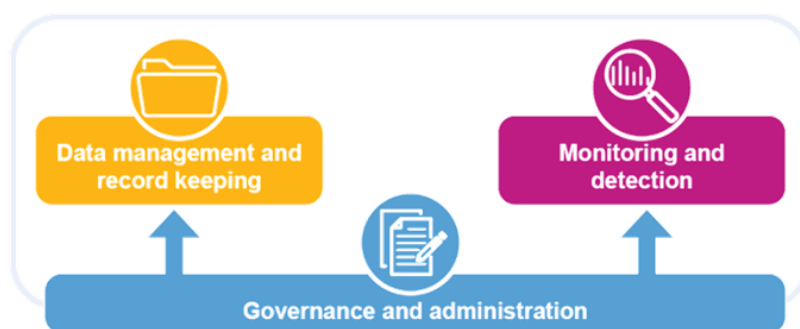 Data management and
record keeping
Monitoring and
detection
Governance and administration